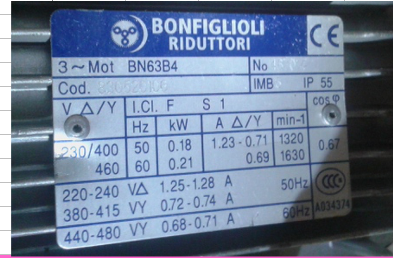 BONFIGLIOLI
RIDUTTORI
CE
3~Mot BN63B4 No
Cod. IMB IP 55
V Δ/Y I.Cl. F S 1 cos φ
Hz kW A Δ/Y min-1
230/400 50 0.18 1.23-0.71 1320 0.67
460 60 0.21 0.69 1630
220-240 VΔ 1.25-1.28 A 50Hz
380-415 VY 0.72-0.74 A
440-480 VY 0.68-0.71 A 60Hz
CCC
A034374